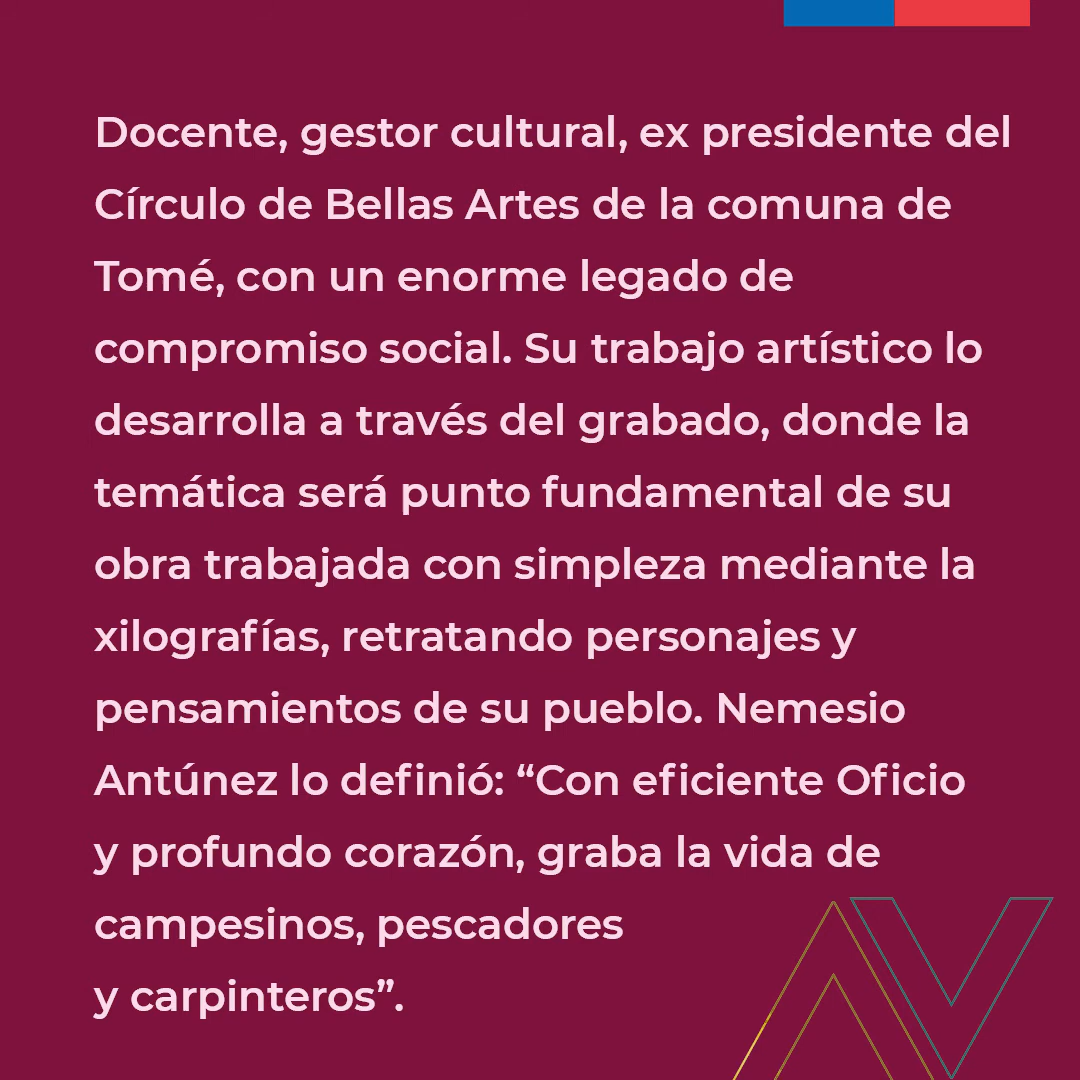 Docente, gestor cultural, ex presidente del
Círculo de Bellas Artes de la comuna de
Tomé, con un enorme legado de
compromiso social. Su trabajo artístico lo
desarrolla a través del grabado, donde la
temática será punto fundamental de su
obra trabajada con simpleza mediante la
xilografías, retratando personajes y
pensamientos de su pueblo. Nemesio
Antúnez lo definió: “Con eficiente Oficio
y profundo corazón, graba la vida de
campesinos, pescadores
y carpinteros”.